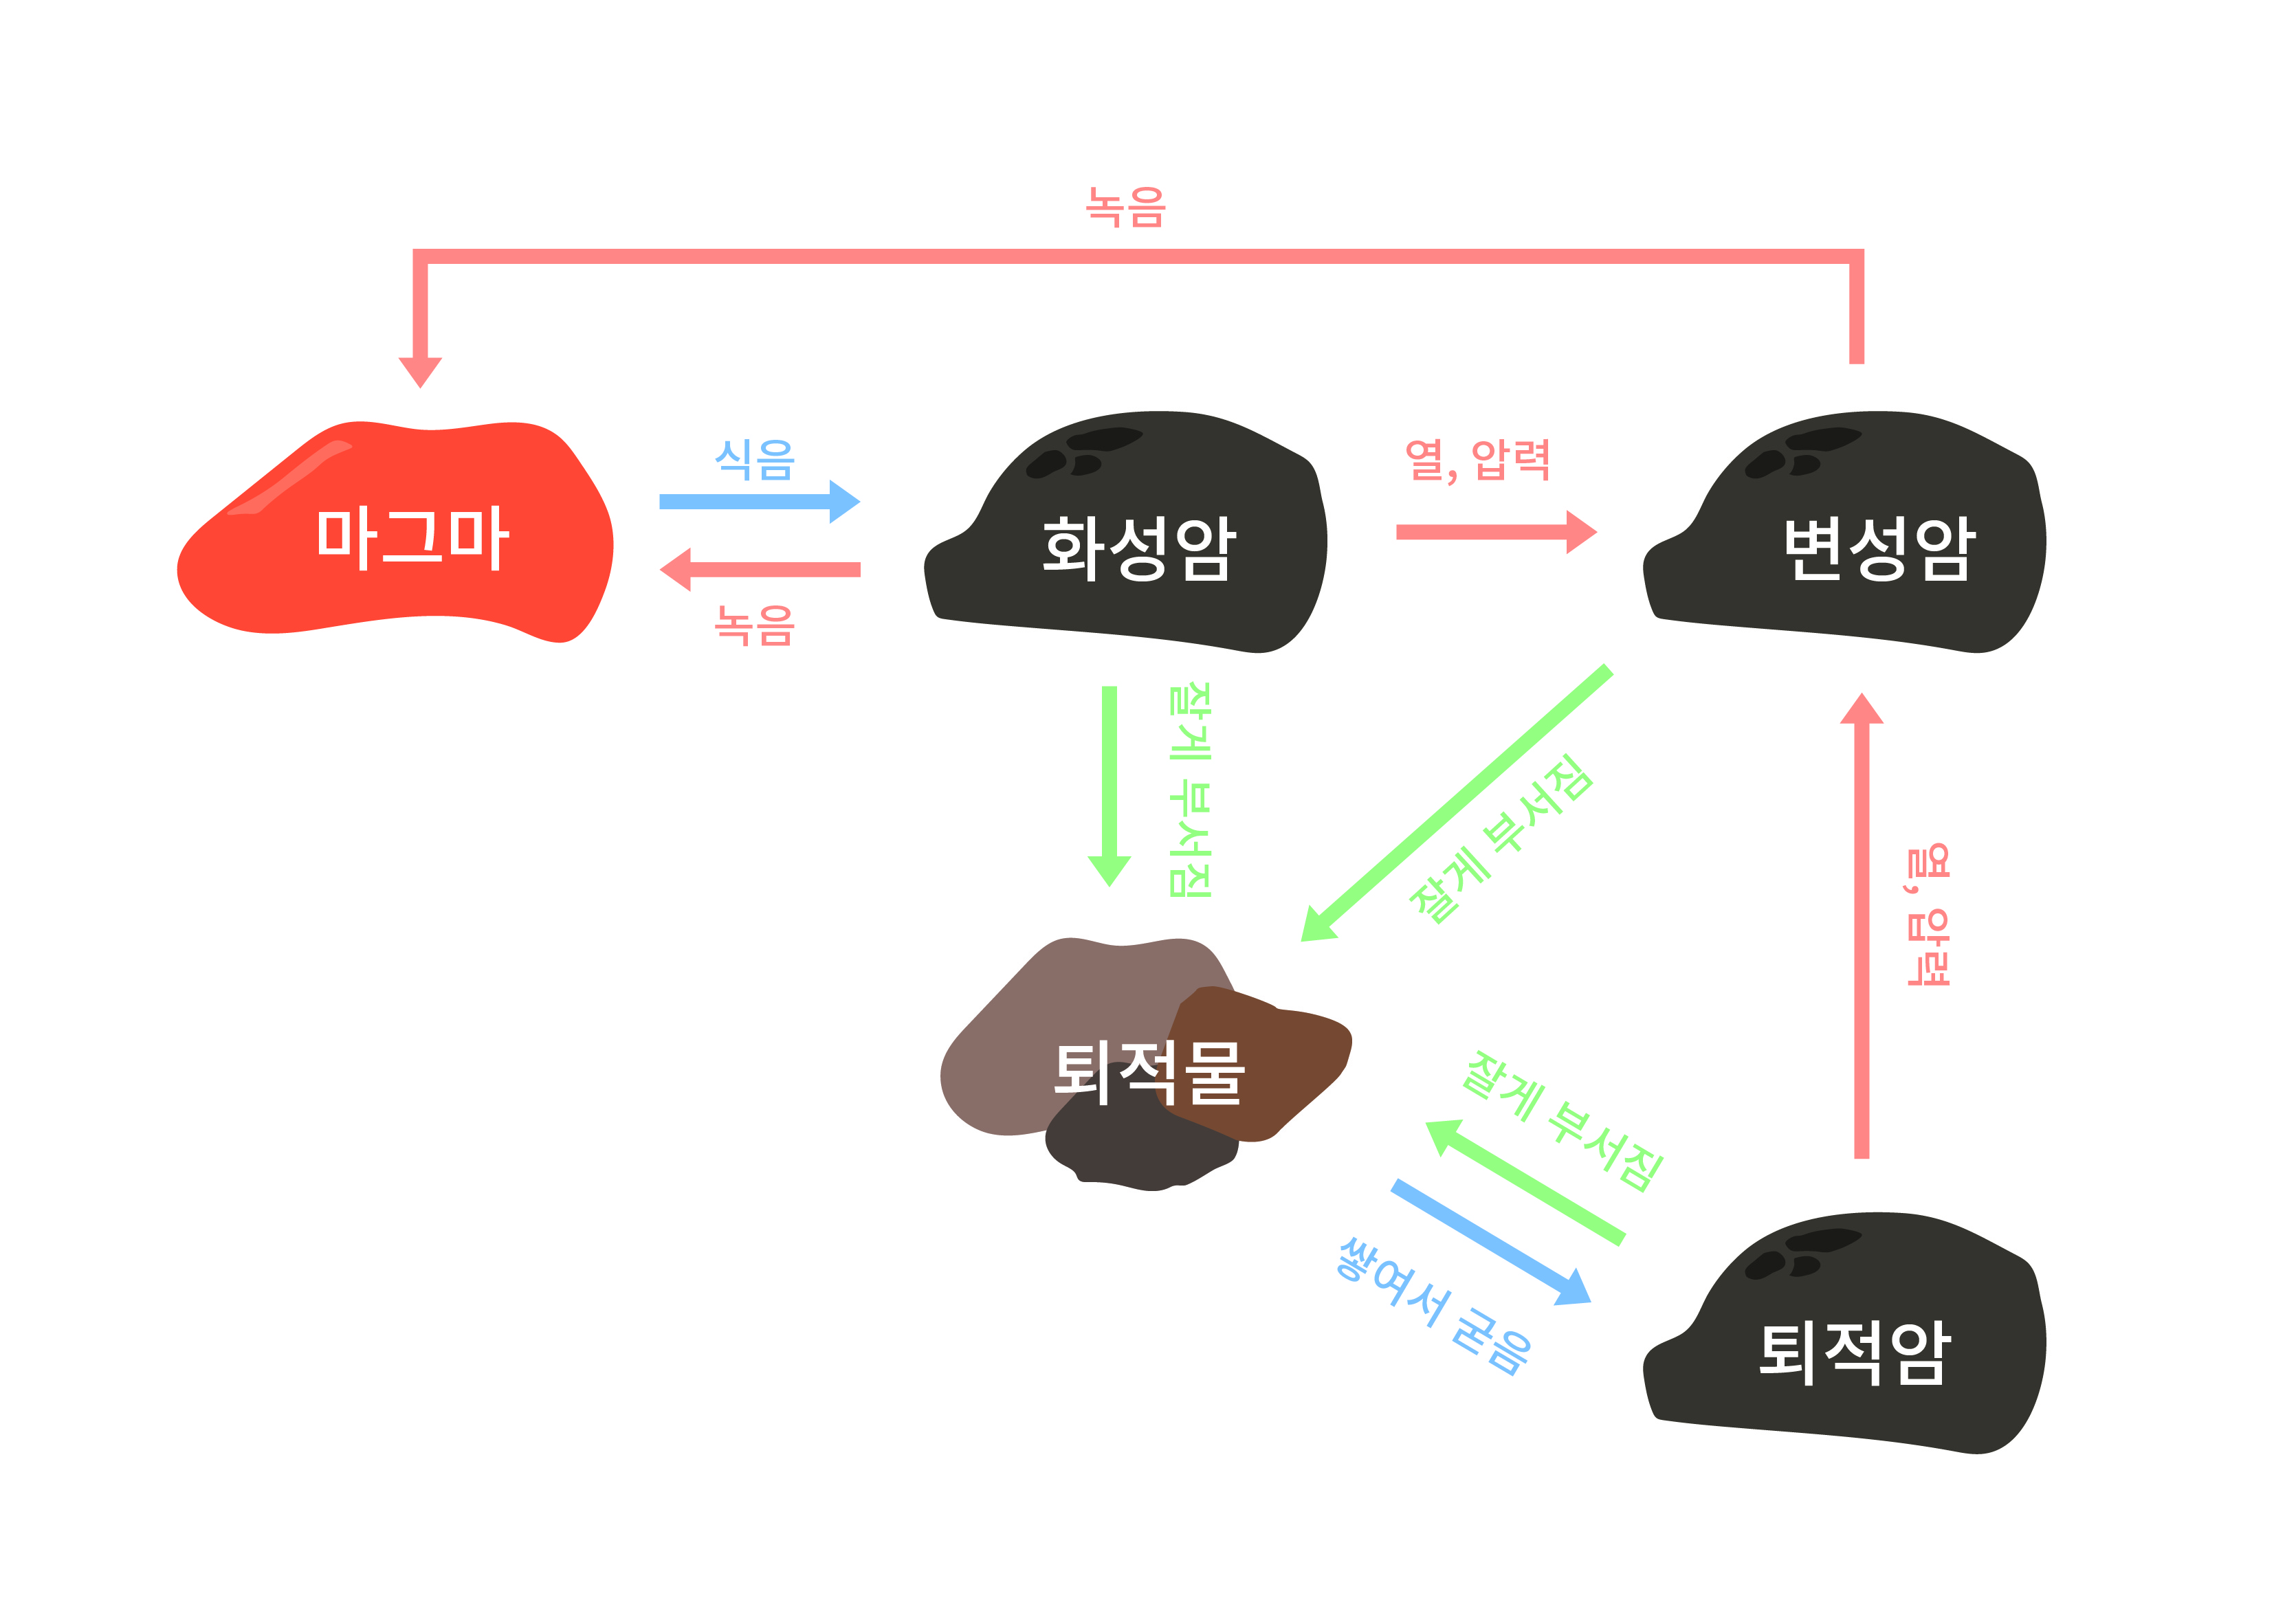 녹음
마그마
식음
녹음
화성암
열, 압력
변성암
잘게 부서짐
잘게 부서짐
열, 압력
퇴적물
잘게 부서짐
쌓여서 굳음
퇴적암